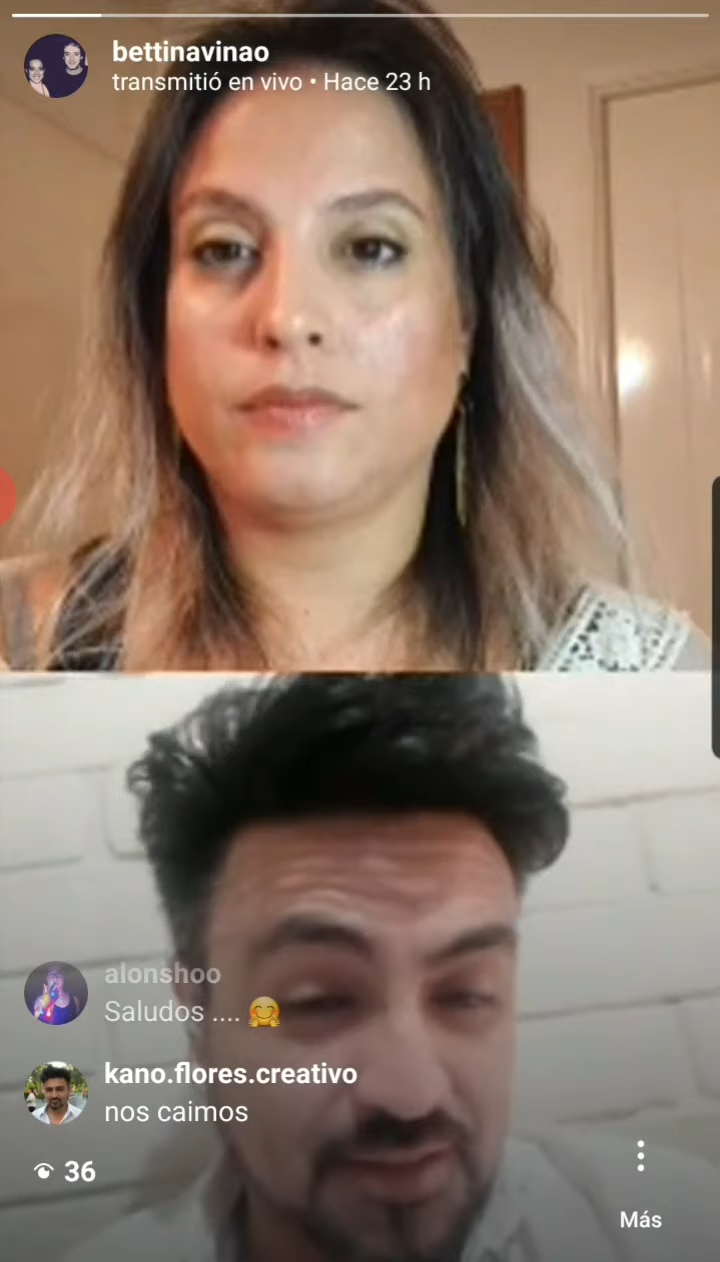 bettinavinao
transmitió en vivo • Hace 23 h
alonshoo
Saludos .... 🤗
kano.flores.creativo
nos caimos
36
Más